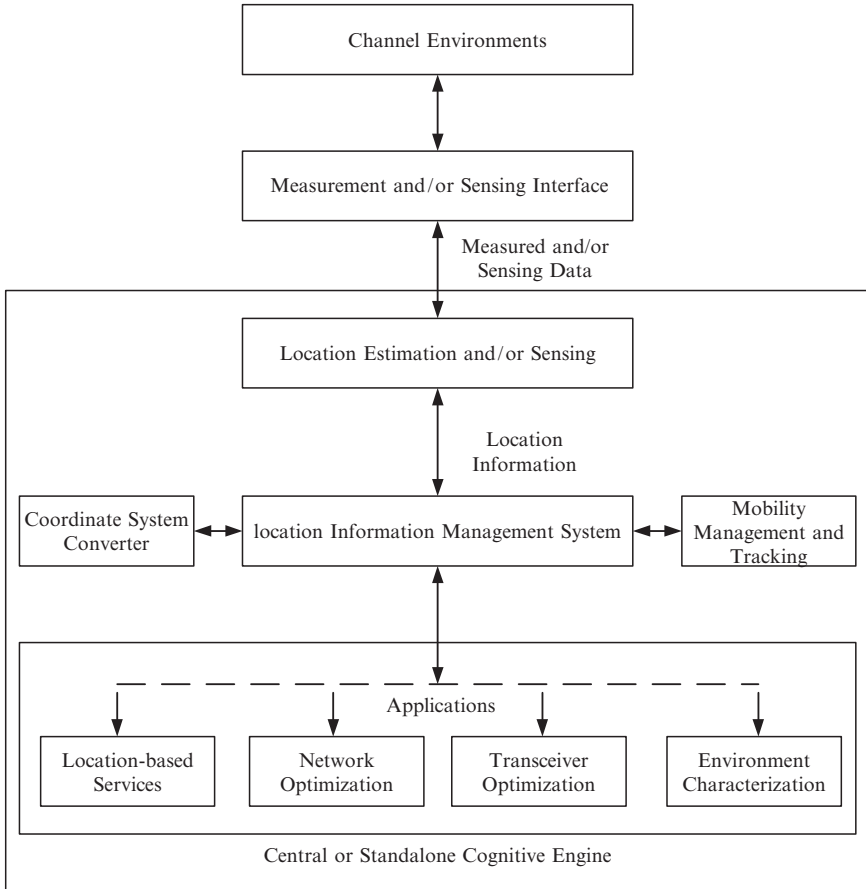 Channel Environments
Measurement and/or Sensing Interface
Measured and/or
Sensing Data
Location Estimation and/or Sensing
Location
Information
Coordinate System
Converter
location Information Management System
Mobility
Management and
Tracking
Applications
Location-based
Services
Network
Optimization
Transceiver
Optimization
Environment
Characterization
Central or Standalone Cognitive Engine